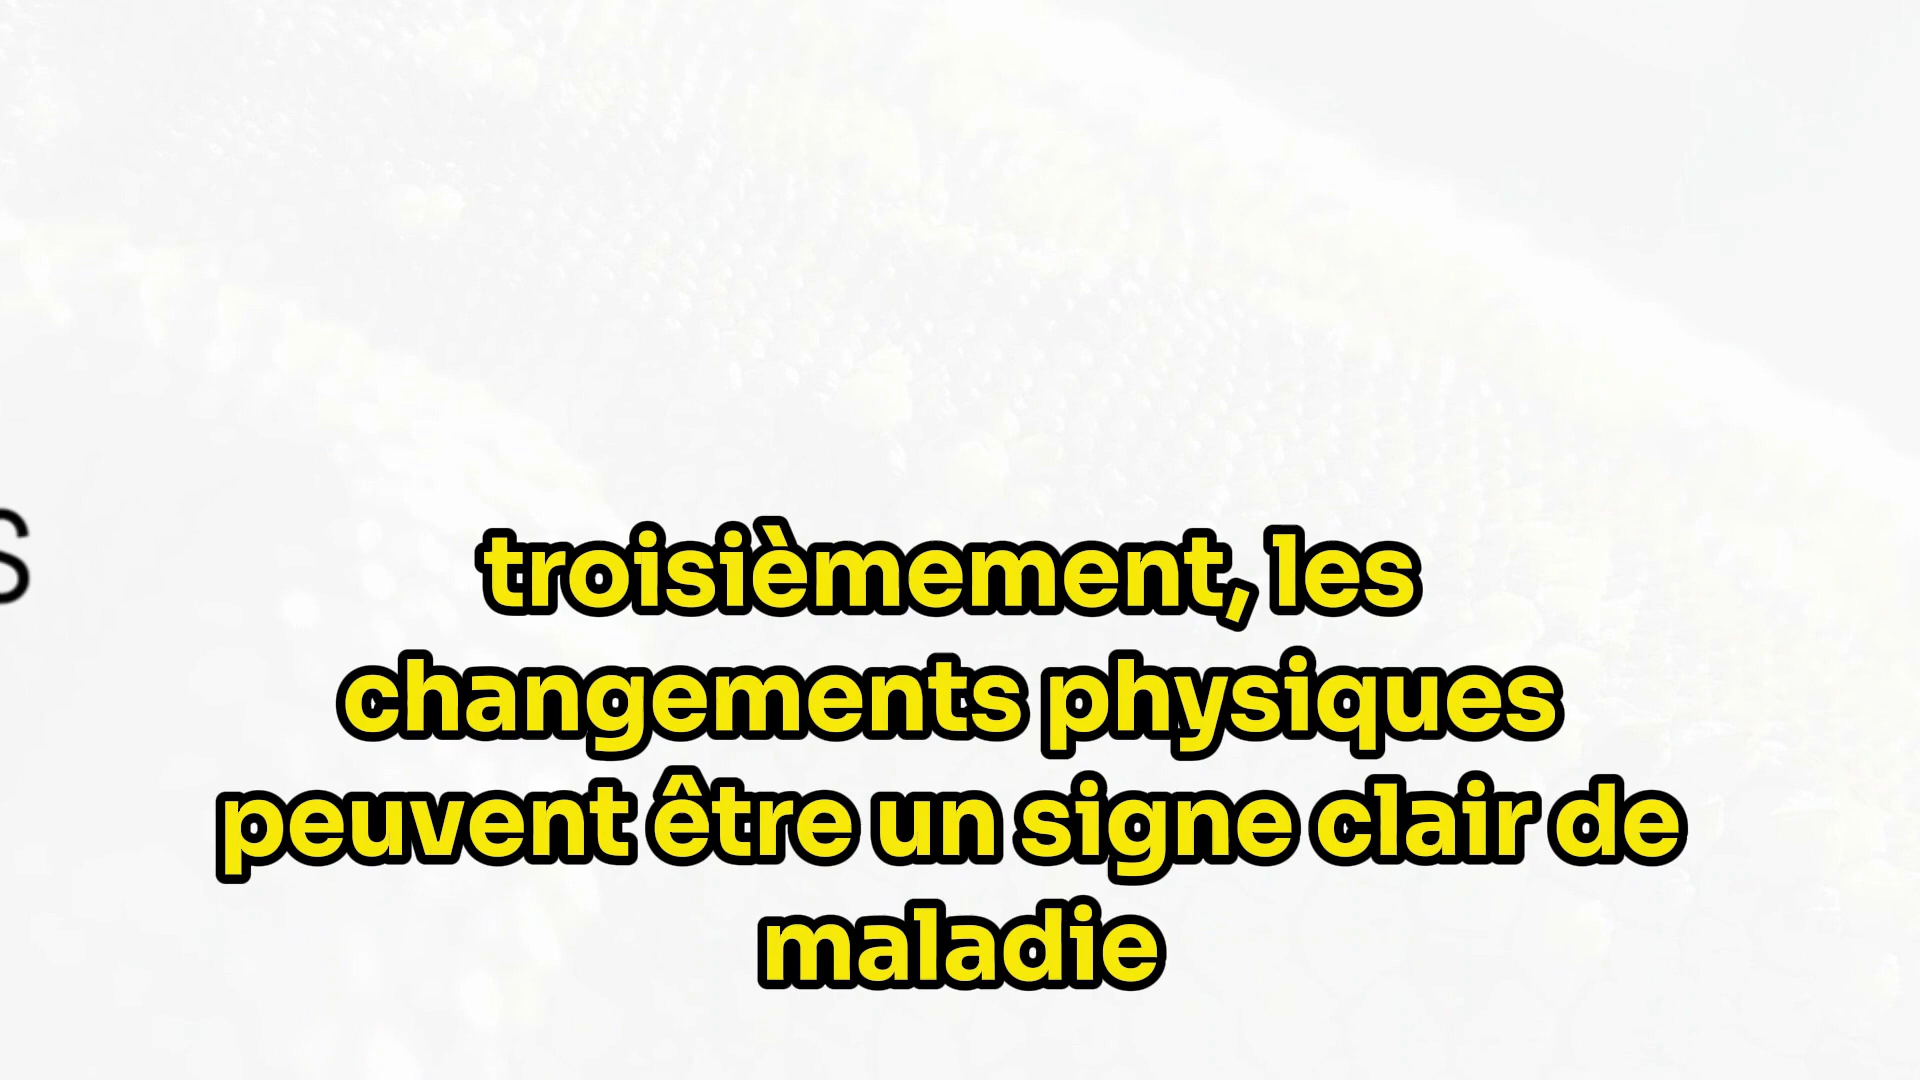 S
troisièmement, les
changements physiques
peuvent être un signe clair de
maladie